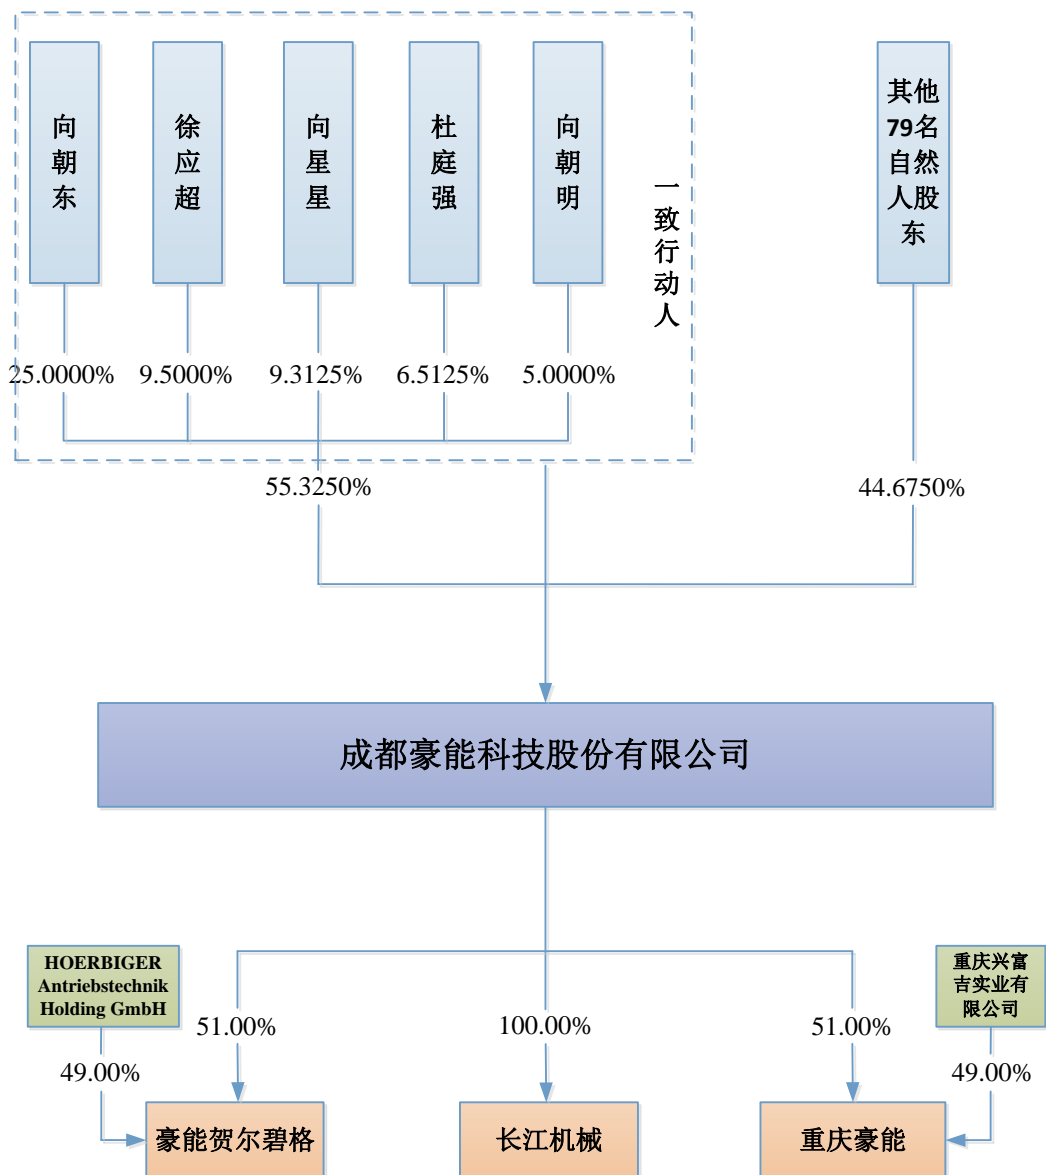 向朝东
徐应超
向星星
杜庭强
向朝明
一致行动人
其他
79名
自然
人股
东
25.0000%
9.5000%
9.3125%
6.5125%
5.0000%
55.3250%
44.6750%
成都豪能科技股份有限公司
HOERBIGER
Antriebstechnik
Holding GmbH
重庆兴富
吉实业有
限公司
51.00%
100.00%
51.00%
49.00%
49.00%
豪能贺尔碧格
长江机械
重庆豪能